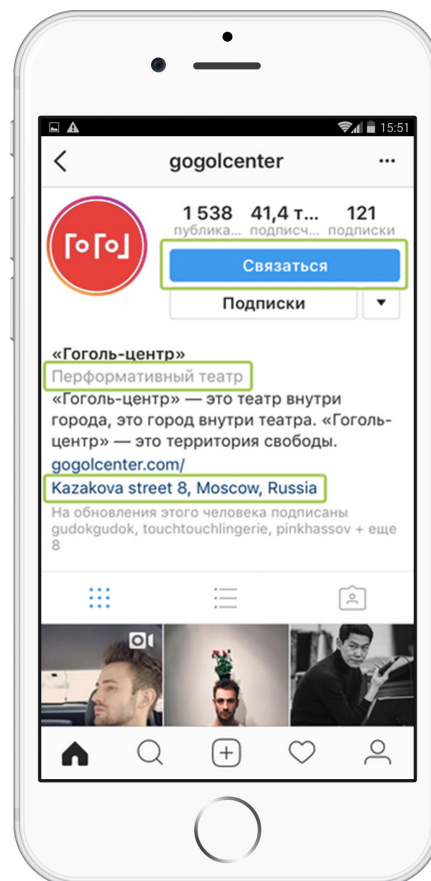 15:51
gogolcenter
1 538 41,4 т... 121
публика... подписч... подписки
Гогол
Связаться
Подписки
«Гоголь-центр»
Перформативный театр
«Гоголь-центр» — это театр внутри
города, это город внутри театра. «Гоголь-
центр» — это территория свободы.
gogolcenter.com/
Kazakova street 8, Moscow, Russia
На обновления этого человека подписаны
gudokgudok, touchtouchlingerie, pinkhassov + еще
8